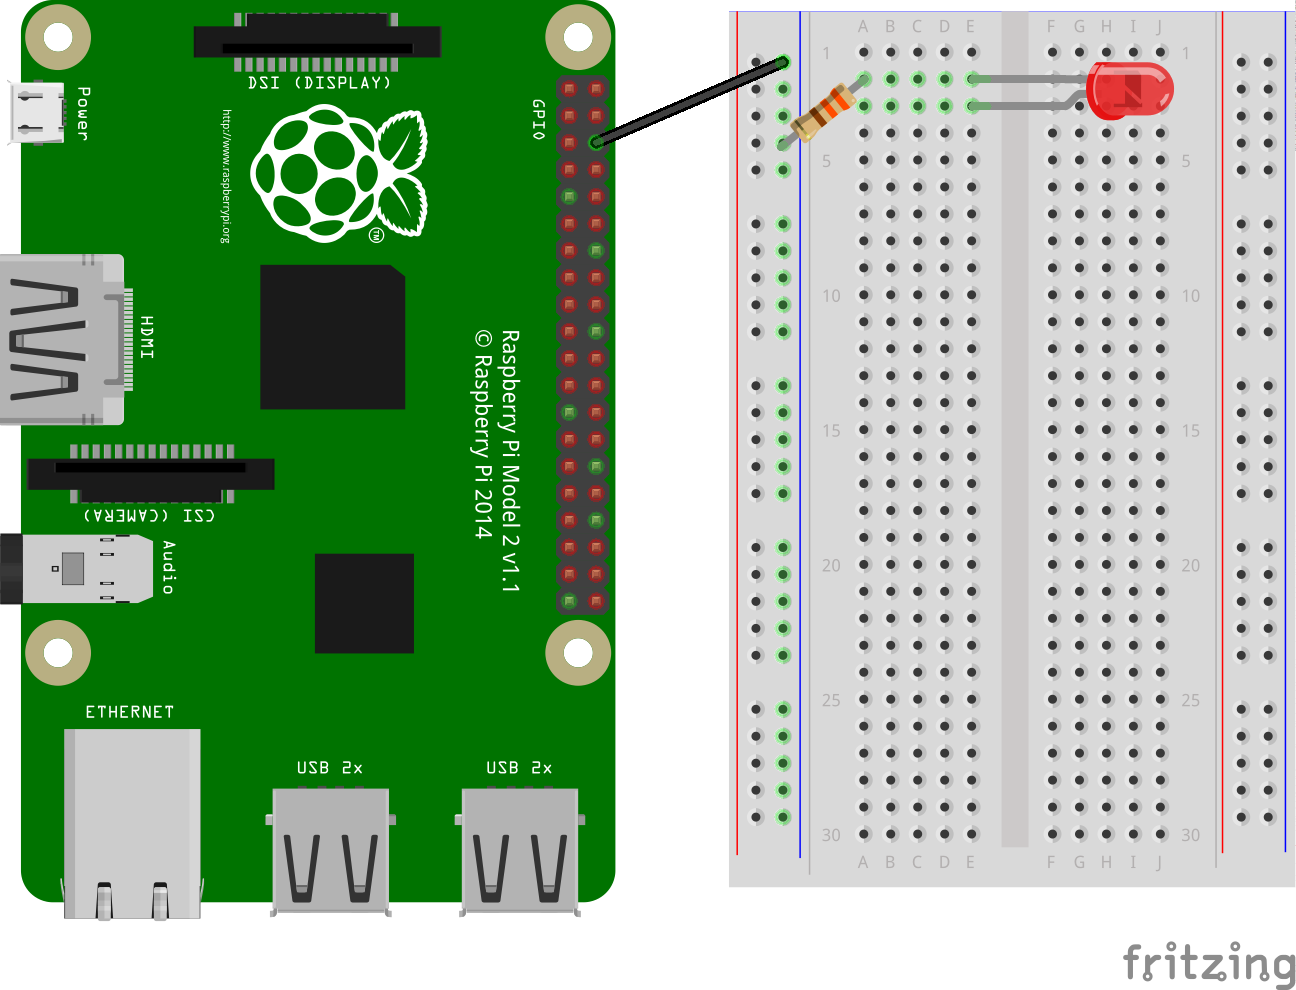 DSI (DISPLAY)
Power
http://www.raspberrypi.org
TM
GPIO
HDMI
Raspberry Pi Model 2 v1.1
© Raspberry Pi 2014
CSI (CAMERA)
Audio
ETHERNET
USB 2x
USB 2x
A B C D E F G H I J
1 1
5 5
10 10
15 15
20 20
25 25
30 30
A B C D E F G H I J
fritzing